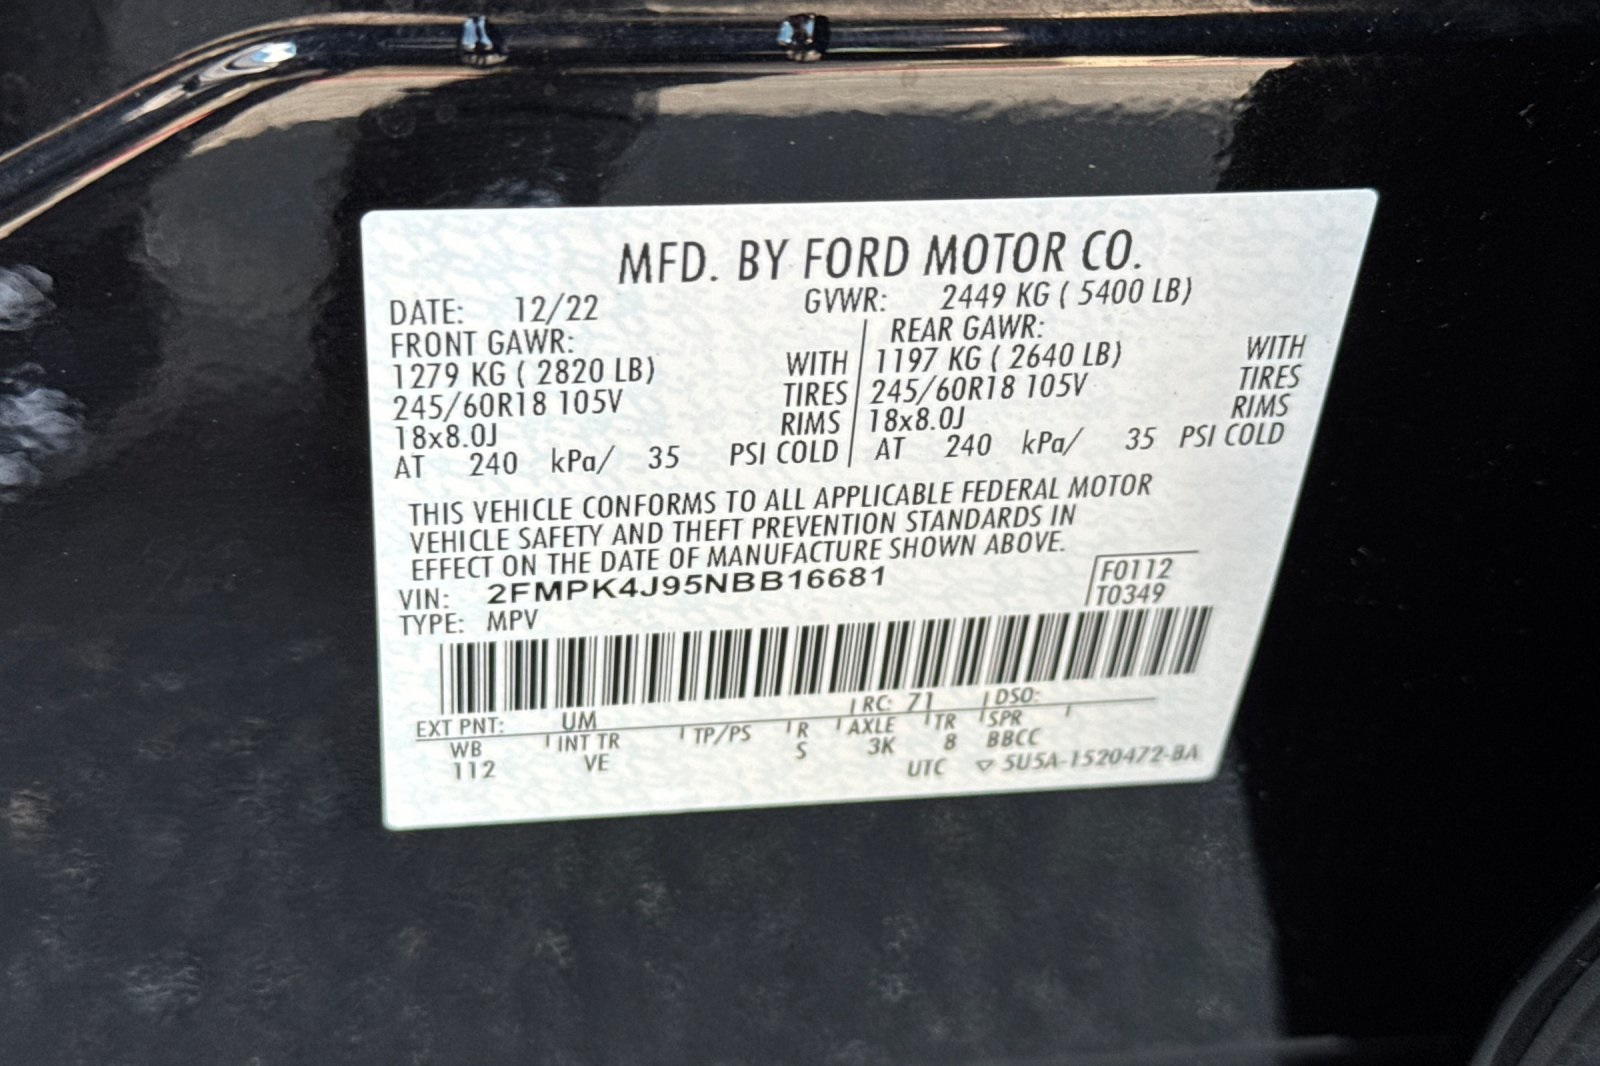 MFD. BY FORD MOTOR CO.
DATE: 12/22 GVWR: 2449 KG ( 5400 LB)
FRONT GAWR: REAR GAWR:
1279 KG ( 2820 LB) WITH 1197 KG ( 2640 LB) WITH
245/60R18 105V TIRES 245/60R18 105V TIRES
18x8.0J RIMS 18x8.0J RIMS
AT 240 kPa/ 35 PSI COLD AT 240 kPa/ 35 PSI COLD
THIS VEHICLE CONFORMS TO ALL APPLICABLE FEDERAL MOTOR
VEHICLE SAFETY AND THEFT PREVENTION STANDARDS IN
EFFECT ON THE DATE OF MANUFACTURE SHOWN ABOVE.
VIN: 2FMPK4J95NBB16681 F0112
TYPE: MPV T0349
EXT PNT: UM RC: 71 DSO:
WB INT TR TP/PS R AXLE TR SPR
112 VE S 3K 8 BBCC
UTC ▽ 5U5A-1520472-BA